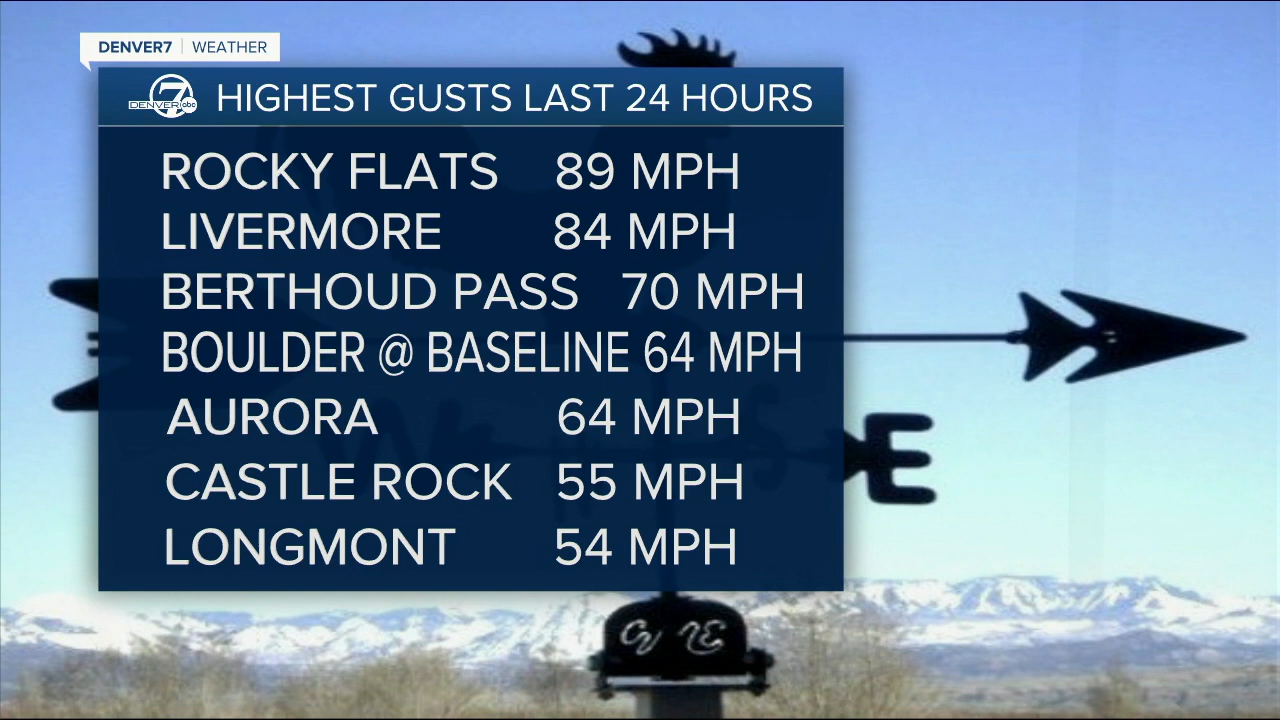 DENVER7 | WEATHER
7 DENVER abc HIGHEST GUSTS LAST 24 HOURS
ROCKY FLATS 89 MPH
LIVERMORE 84 MPH
BERTHOUD PASS 70 MPH
BOULDER @ BASELINE 64 MPH
AURORA 64 MPH
CASTLE ROCK 55 MPH
LONGMONT 54 MPH
E